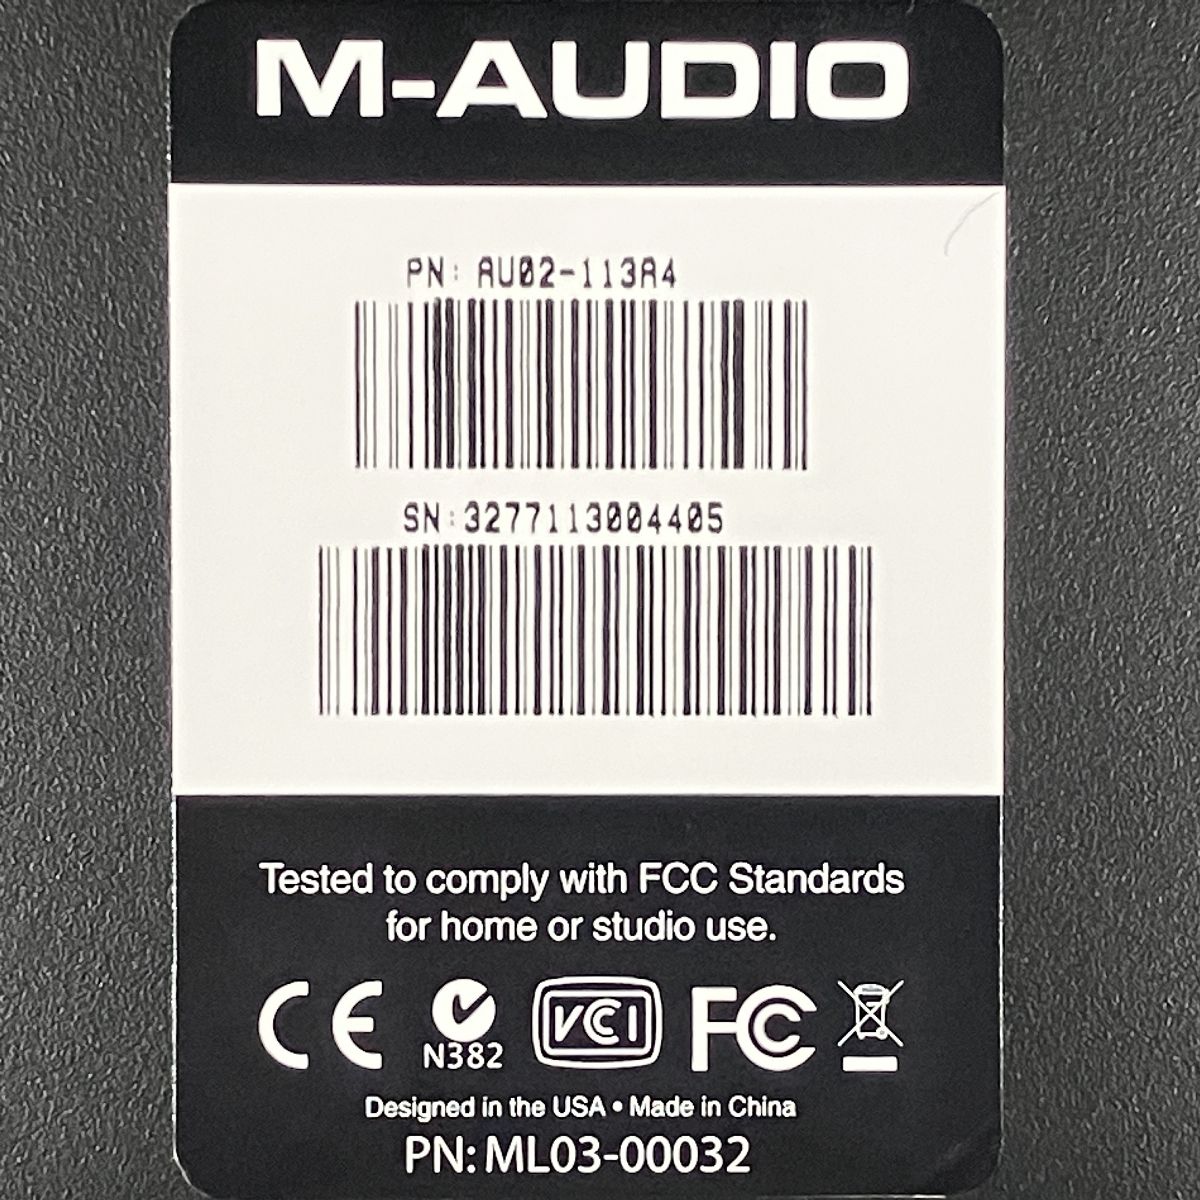 M-AUDIO
PN: AU02-113A4
SN:3277113004405
Tested to comply with FCC Standards
for home or studio use.
CE N382 VCI FC
Designed in the USA • Made in China
PN: ML03-00032